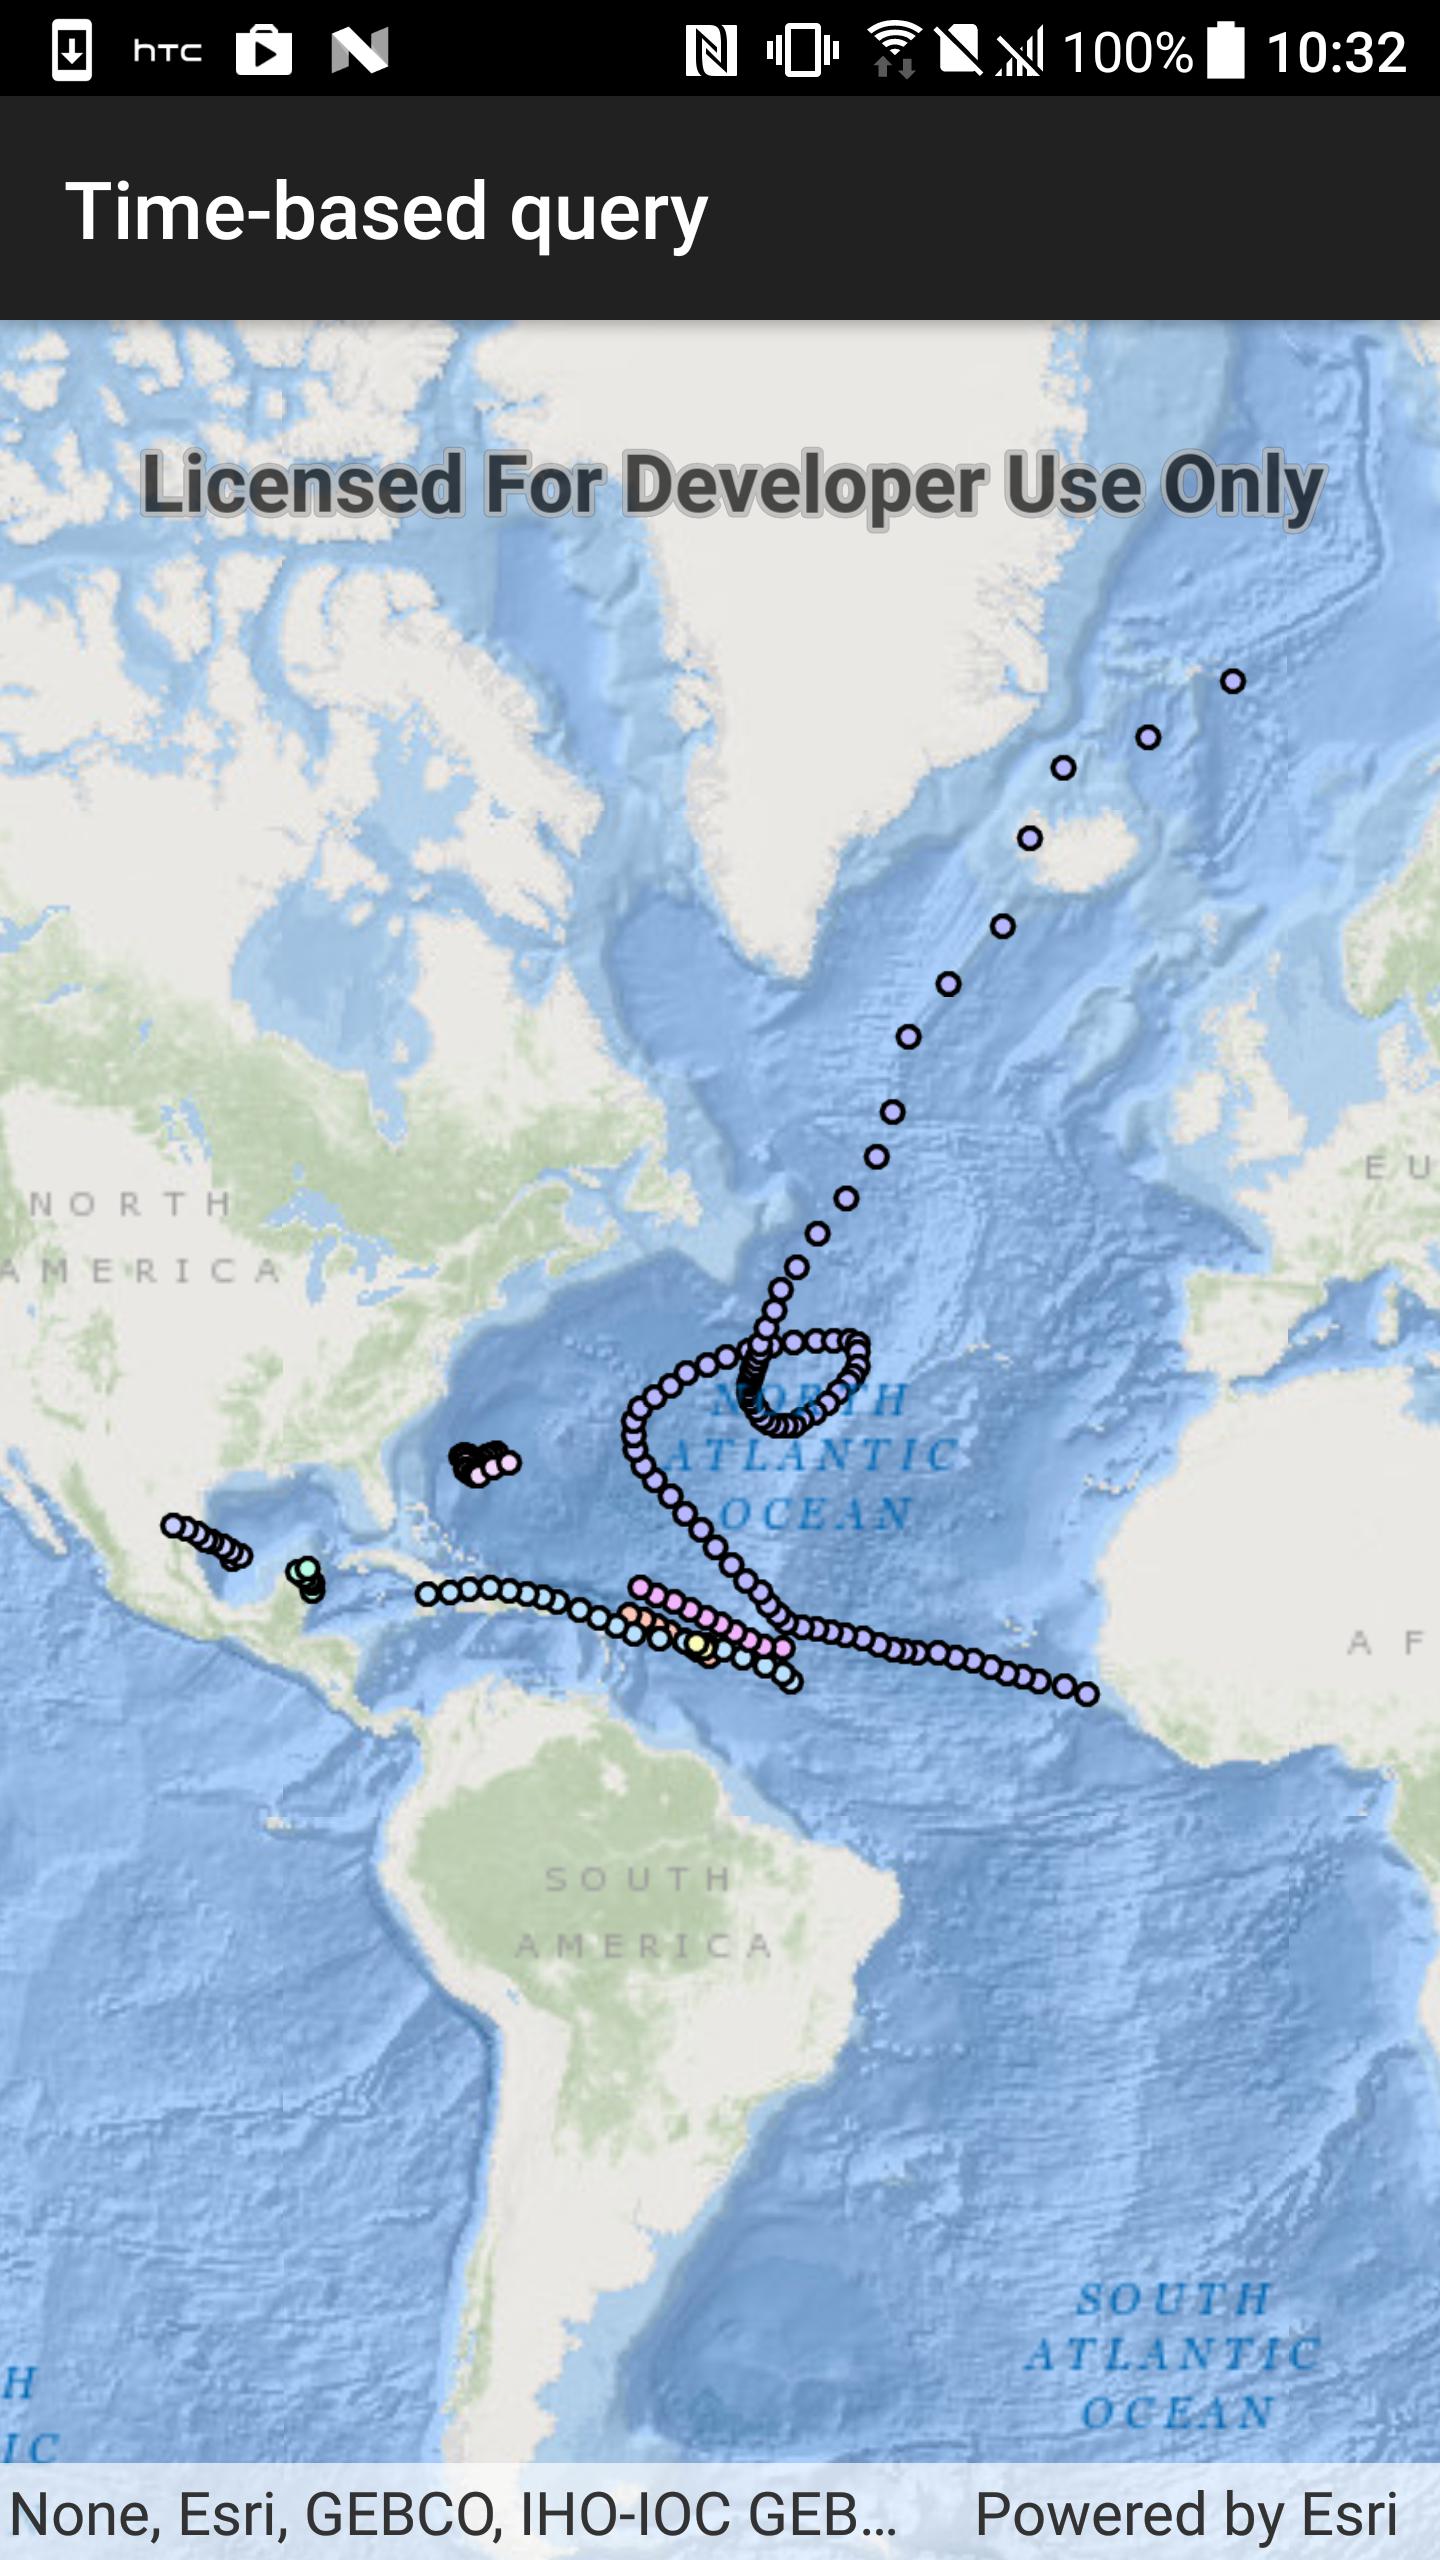 hTC 100% 10:32
Time-based query
Licensed For Developer Use Only
NORTH
AMERICA
EU
NORTH
ATLANTIC
OCEAN
AF
SOUTH
AMERICA
SOUTH
ATLANTIC
OCEAN
H
IC
None, Esri, GEBCO, IHO-IOC GEB... Powered by Esri